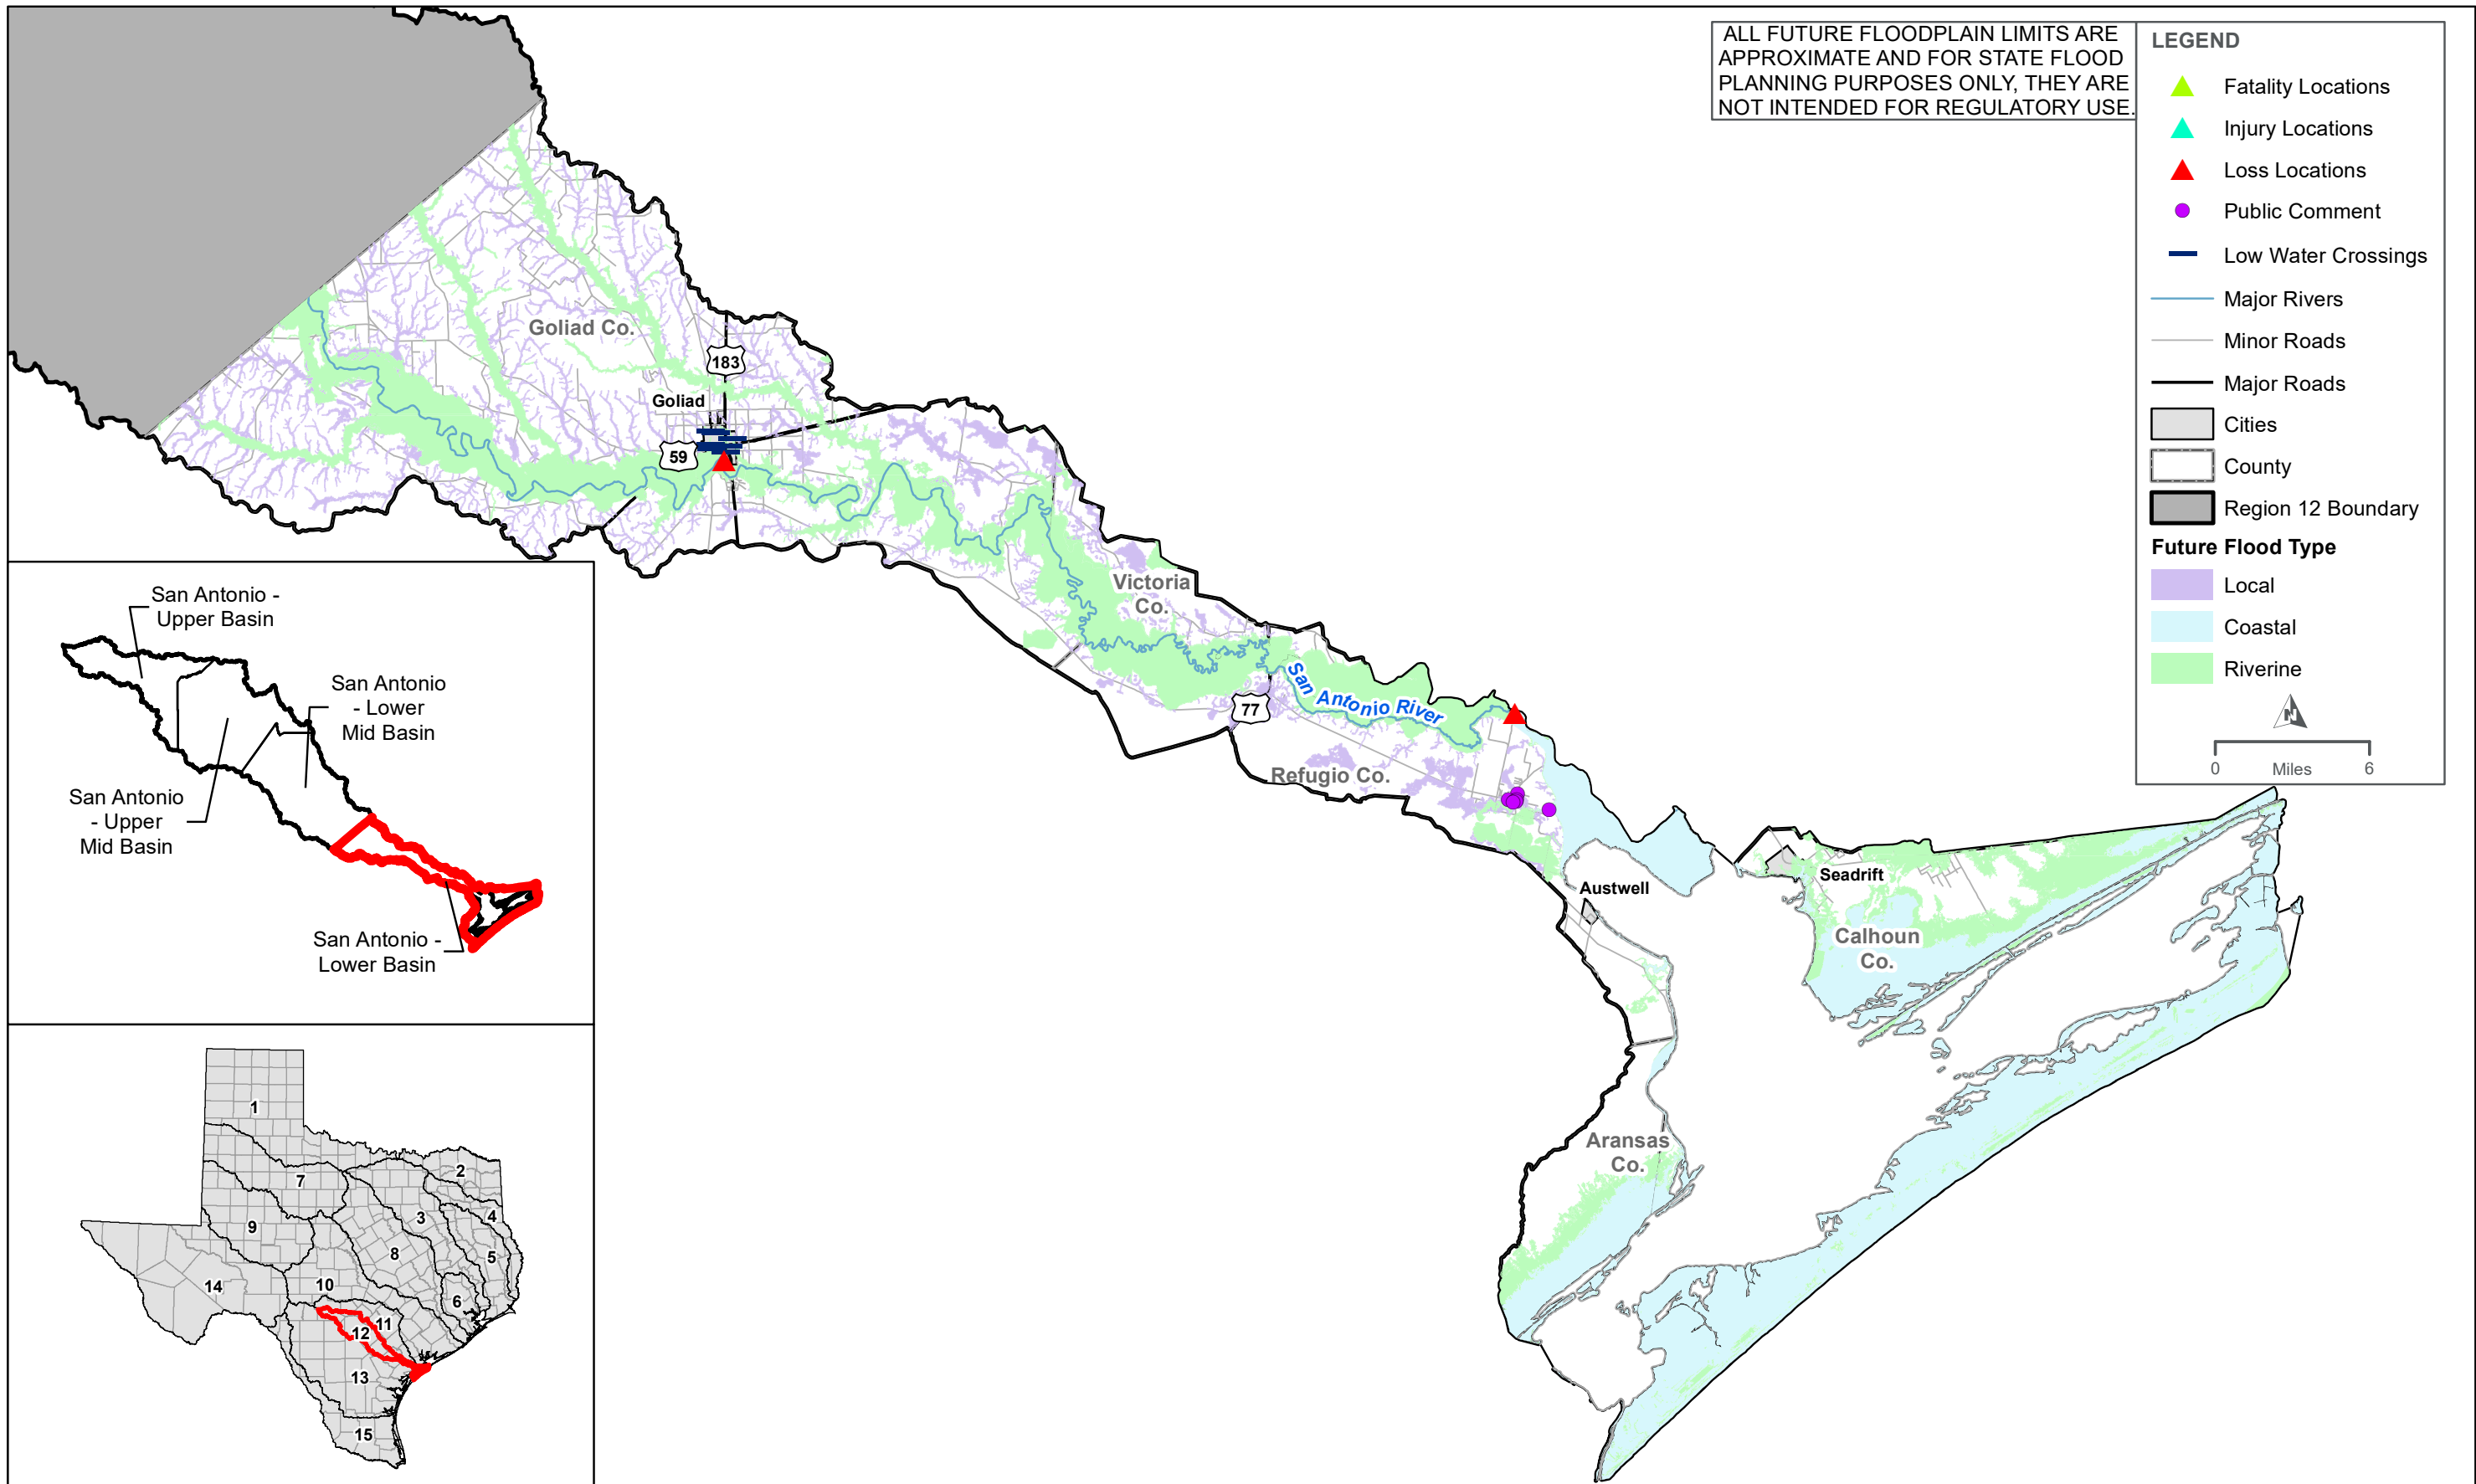 ALL FUTURE FLOODPLAIN LIMITS ARE
APPROXIMATE AND FOR STATE FLOOD
PLANNING PURPOSES ONLY, THEY ARE
NOT INTENDED FOR REGULATORY USE.
LEGEND
Fatality Locations
Injury Locations
Loss Locations
Public Comment
Low Water Crossings
Major Rivers
Minor Roads
Major Roads
Cities
County
Region 12 Boundary
Future Flood Type
Local
Coastal
Riverine
N
0 Miles 6
Goliad Co.
183
Goliad
59
Victoria
Co.
San Antonio River
77
Refugio Co.
Austwell
Seadrift
Calhoun
Co.
Aransas
Co.
San Antonio -
Upper Basin
San Antonio
- Lower
Mid Basin
San Antonio
- Upper
Mid Basin
San Antonio -
Lower Basin
1
2
7
3
4
9
8
5
14
10
6
11
12
13
15